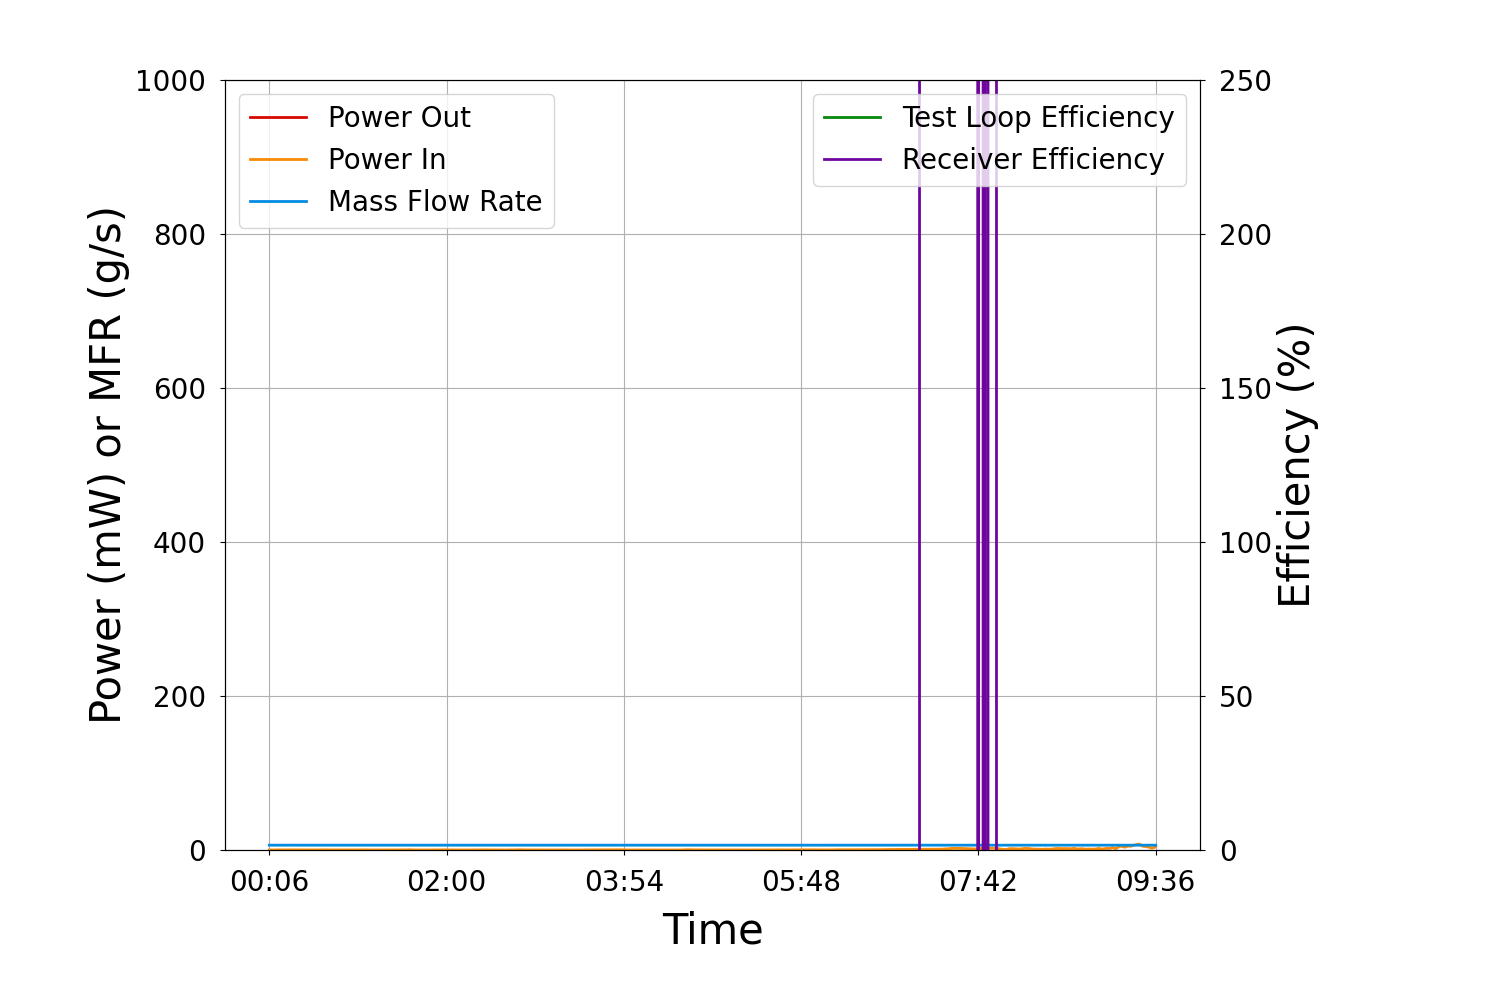 1000
800
600
400
200
0
Power (mW) or MFR (g/s)
Power Out
Power In
Mass Flow Rate
Test Loop Efficiency
Receiver Efficiency
250
200
150
100
50
0
Efficiency (%)
00:06 02:00 03:54 05:48 07:42 09:36
Time